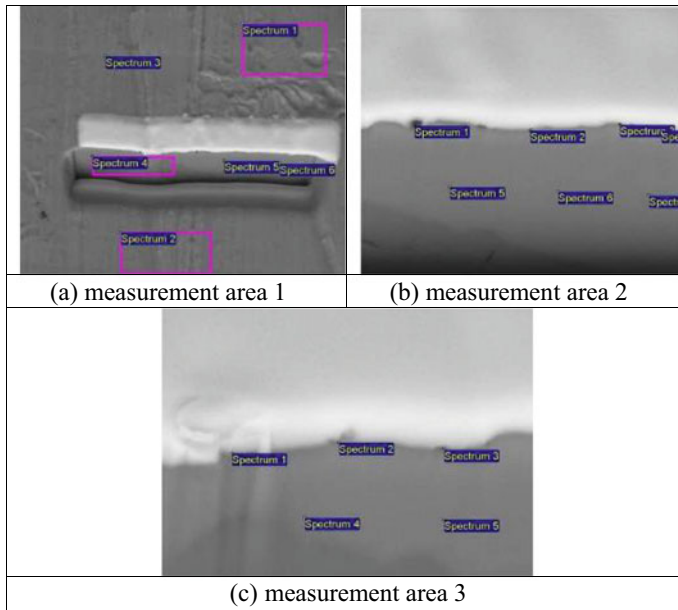 Spectrum 1
Spectrum 3
Spectrum 4
Spectrum 5
Spectrum 6
Spectrum 2
(a) measurement area 1
Spectrum 1
Spectrum 2
Spectrum
Spectrum 5
Spectrum 6
(b) measurement area 2
Spectrum 1
Spectrum 2
Spectrum 3
Spectrum 4
Spectrum 5
(c) measurement area 3